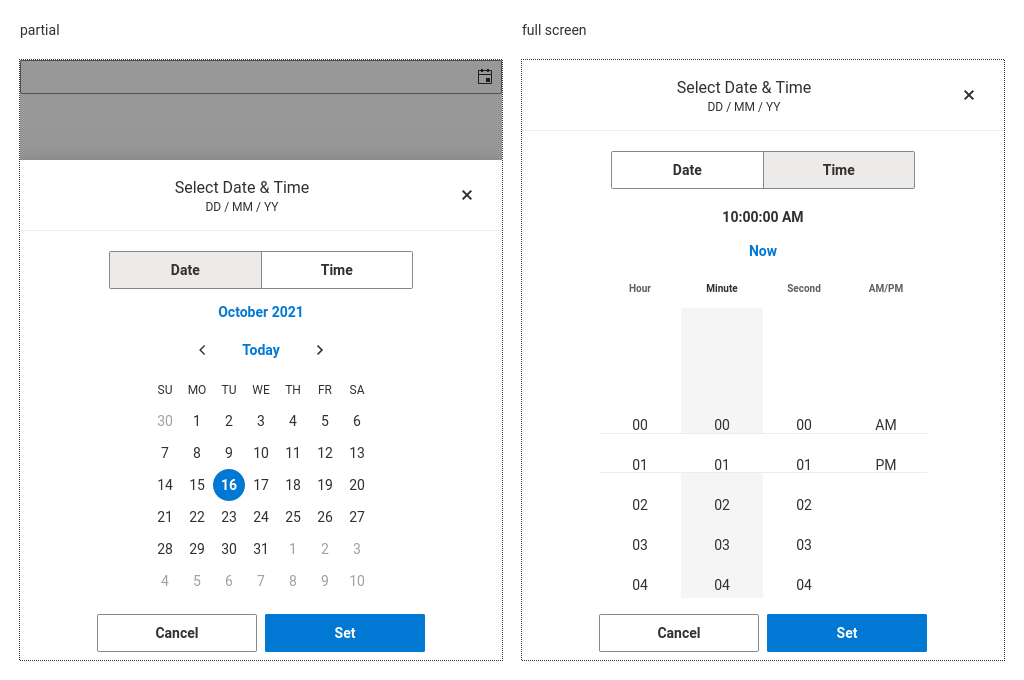 partial
Select Date & Time
DD / MM / YY
Date Time
October 2021
Today
SU MO TU WE TH FR SA
30 1 2 3 4 5 6
7 8 9 10 11 12 13
14 15 16 17 18 19 20
21 22 23 24 25 26 27
28 29 30 31 1 2 3
4 5 6 7 8 9 10
Cancel Set
full screen
Select Date & Time
DD / MM / YY
Date Time
10:00:00 AM
Now
Hour Minute Second AM/PM
00 00 00 AM
01 01 01 PM
02 02 02
03 03 03
04 04 04
Cancel Set